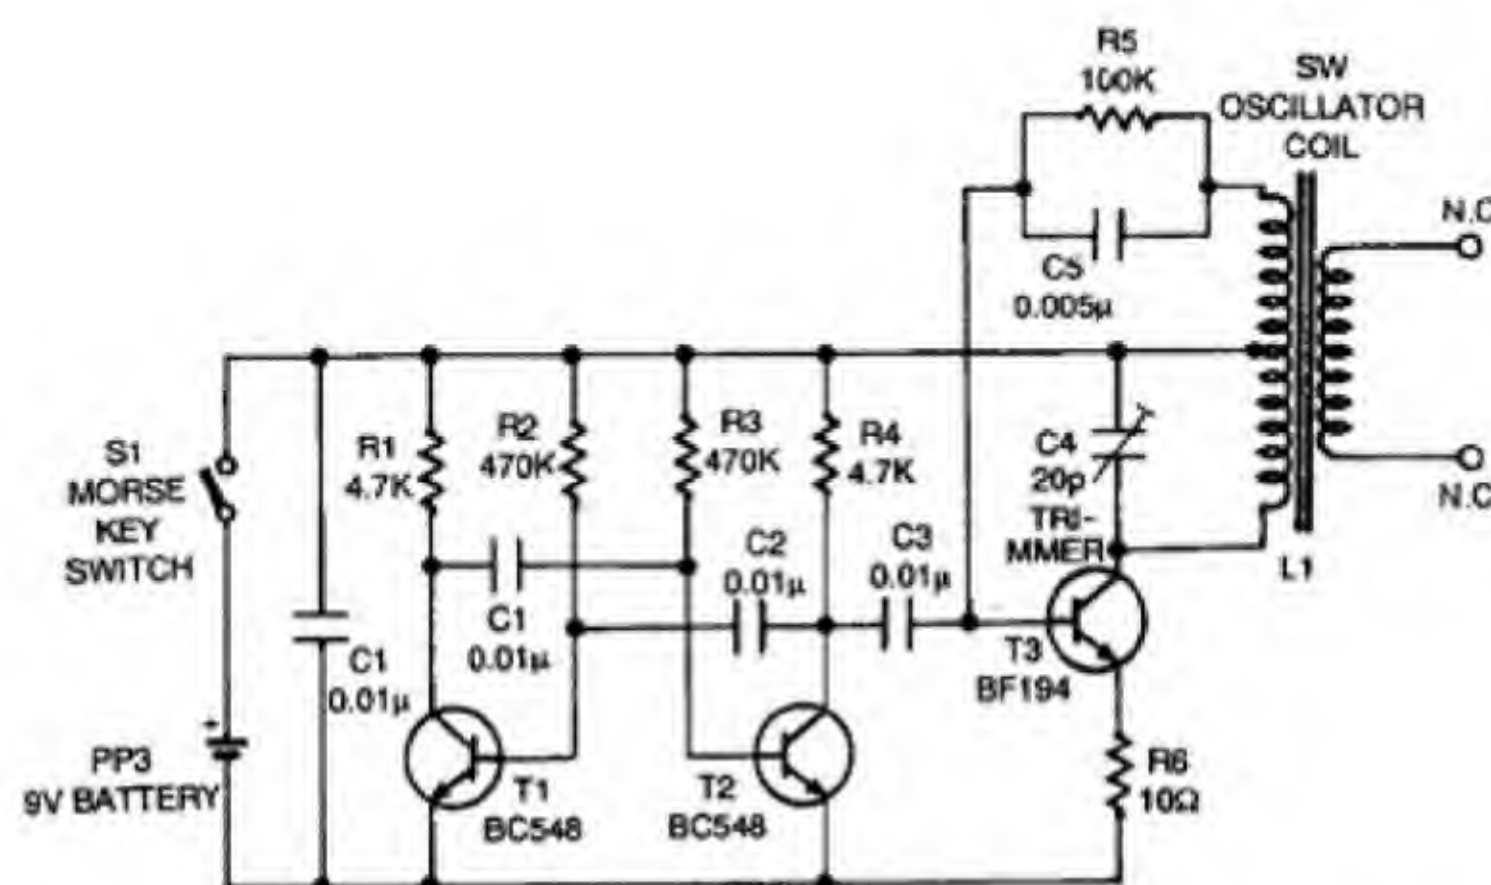 R5
100K
SW
OSCILLATOR
COIL
N.C
C5
0.005µ
S1
MORSE
KEY
SWITCH
R1
4.7K
R2
470K
R3
470K
R4
4.7K
C4
20p
TRI-
MMER
N.C
L1
C1
0.01µ
C2
0.01µ
C3
0.01µ
C1
0.01µ
T3
BF194
+
PP3
9V BATTERY
T1
BC548
T2
BC548
R6
10Ω